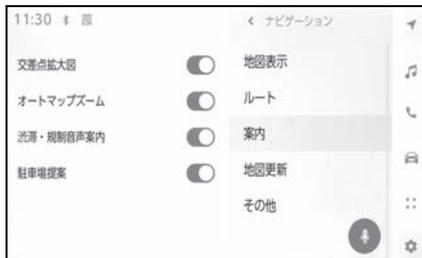 11:30
< ナビゲーション
交差点拡大図
オートマップズーム
渋滞・規制音声案内
駐車場提案
地図表示
ルート
案内
地図更新
その他